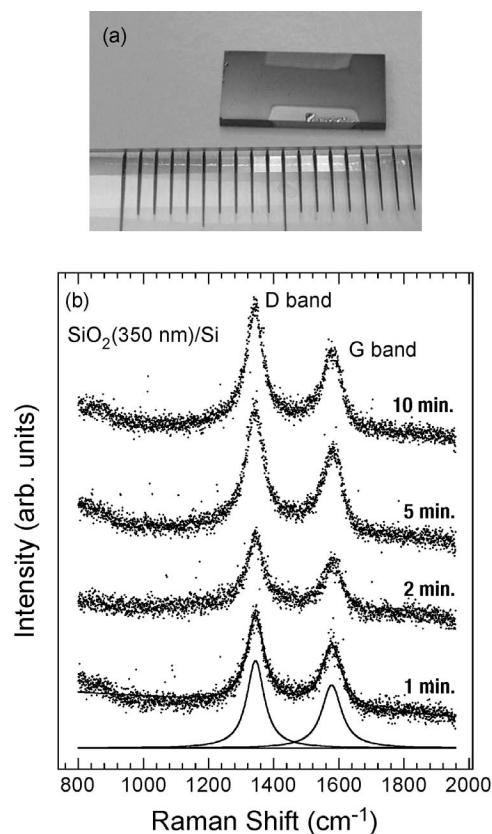 (a)
(b)
D band
SiO2(350 nm)/Si
G band
10 min.
5 min.
2 min.
1 min.
Intensity (arb. units)
800 1000 1200 1400 1600 1800 2000
Raman Shift (cm-1)